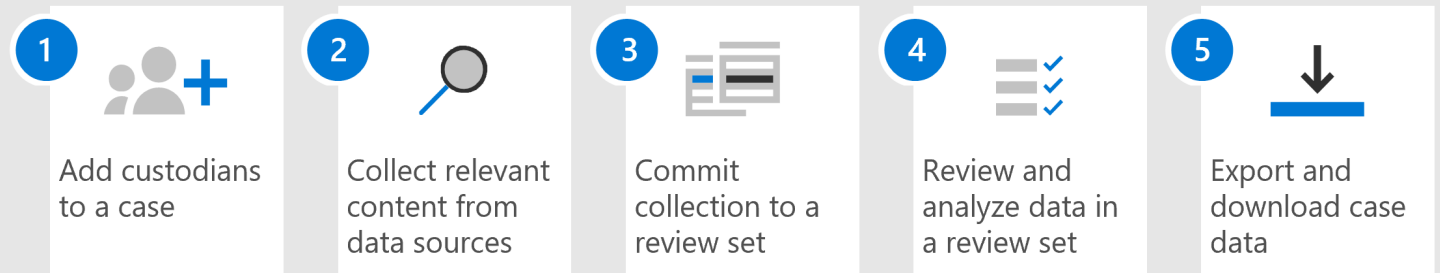 1
Add custodians
to a case
2
Collect relevant
content from
data sources
3
Commit
collection to a
review set
4
Review and
analyze data in
a review set
5
Export and
download case
data